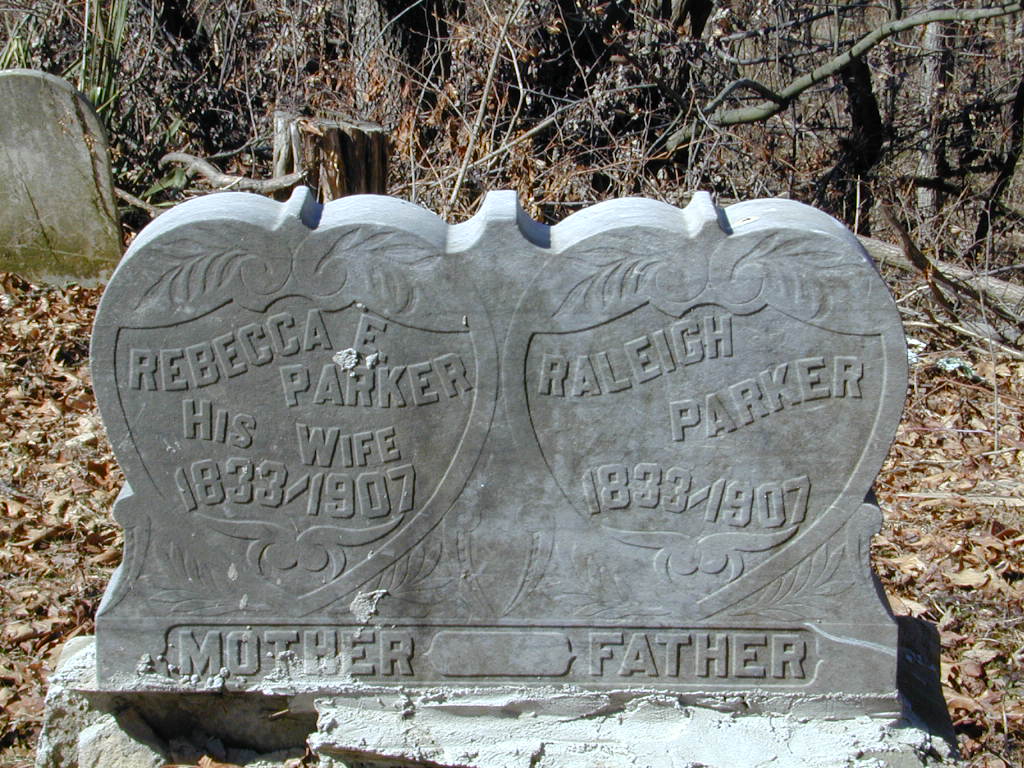 REBECCA E.
PARKER
HIS WIFE
1833/1907
RALEIGH
PARKER
1833/1907
MOTHER
FATHER